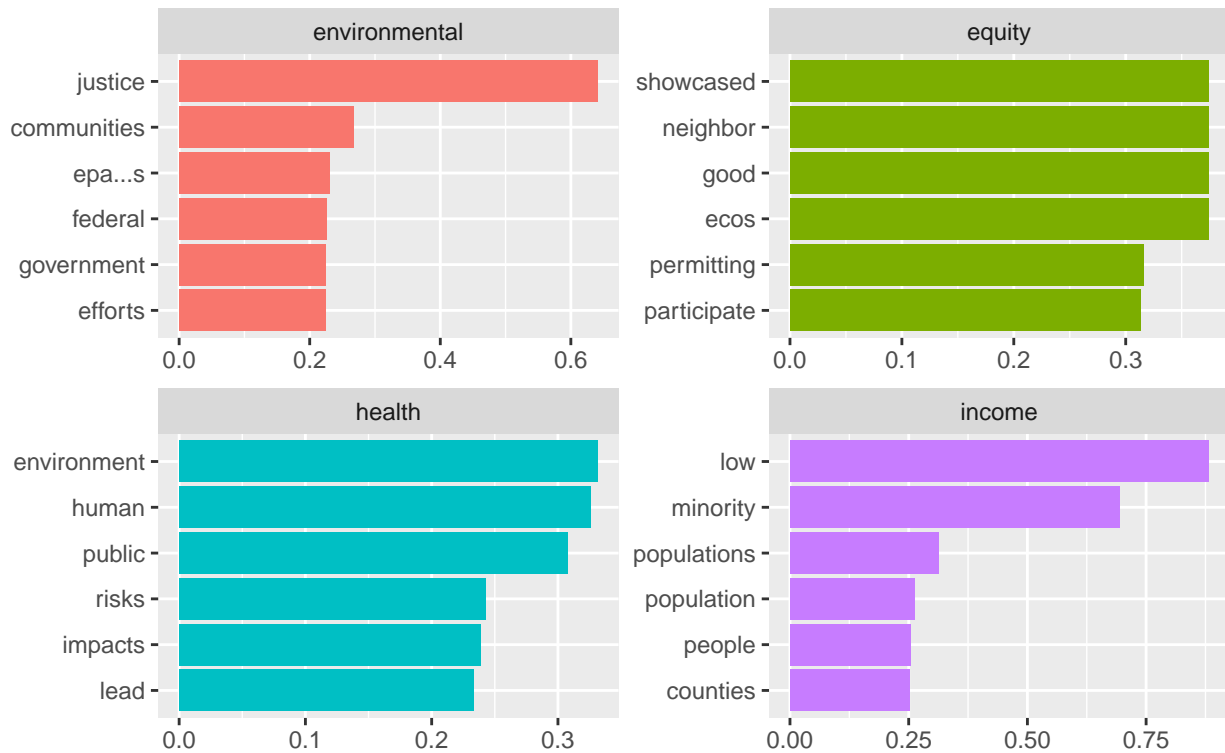 environmental
justice
communities
epa...s
federal
government
efforts
0.0 0.2 0.4 0.6
equity
showcased
neighbor
good
ecos
permitting
participate
0.0 0.1 0.2 0.3
health
environment
human
public
risks
impacts
lead
0.0 0.1 0.2 0.3
income
low
minority
populations
population
people
counties
0.00 0.25 0.50 0.75